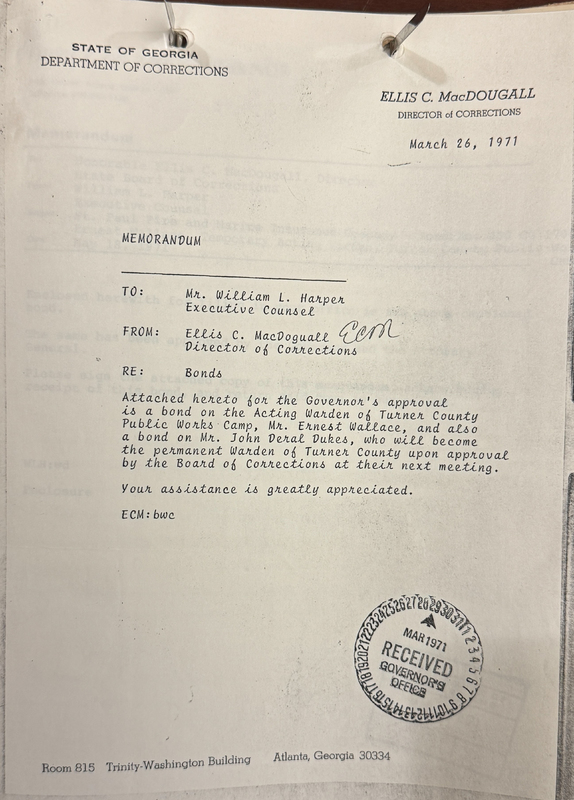 STATE OF GEORGIA
DEPARTMENT OF CORRECTIONS
ELLIS C. MacDOUGALL
DIRECTOR of CORRECTIONS
March 26, 1971
MEMORANDUM
TO: Mr. William L. Harper
Executive Counsel
FROM: Ellis C. MacDoguall ECM
Director of Corrections
RE: Bonds
Attached hereto for the Governor's approval
is a bond on the Acting Warden of Turner County
Public Works Camp, Mr. Ernest Wallace, and also
a bond on Mr. John Deral Dukes, who will become
the permanent Warden of Turner County upon approval
by the Board of Corrections at their next meeting.
Your assistance is greatly appreciated.
ECM:bwc
MAR 1971
RECEIVED
GOVERNOR'S
OFFICE
Room 815 Trinity-Washington Building Atlanta, Georgia 30334